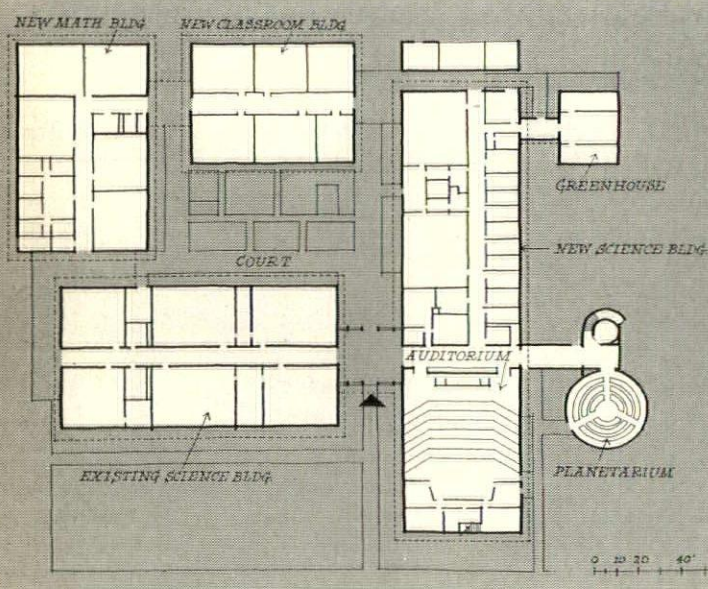 NEW MATH BLDG
NEW CLASSROOM BLDG
GREENHOUSE
NEW SCIENCE BLDG.
COURT
AUDITORIUM
EXISTING SCIENCE BLDG.
PLANETARIUM
0 10 20 40'